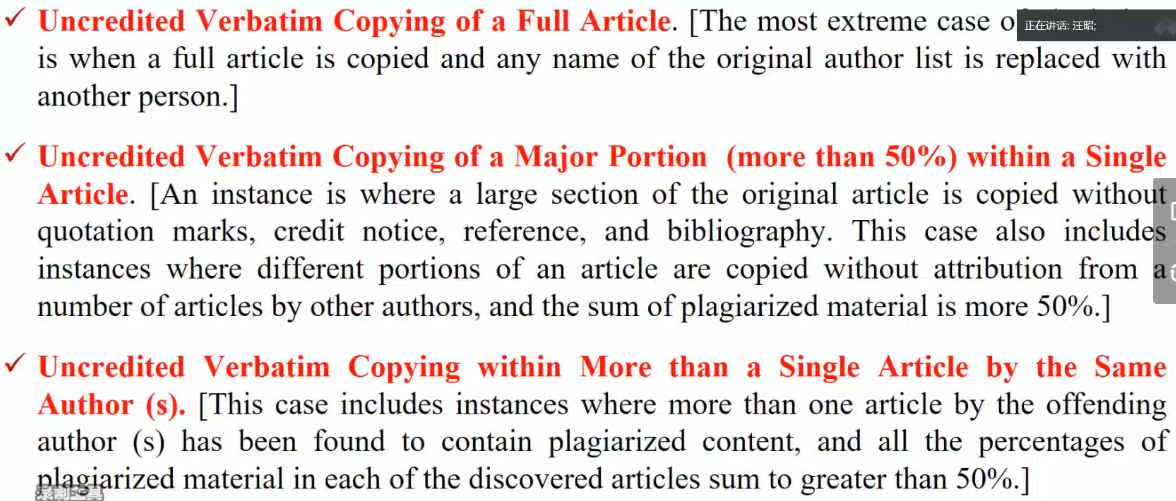 ✓ Uncredited Verbatim Copying of a Full Article. [The most extreme case o
正在讲话: 汪昭;
is when a full article is copied and any name of the original author list is replaced with
another person.]
✓ Uncredited Verbatim Copying of a Major Portion (more than 50%) within a Single
Article. [An instance is where a large section of the original article is copied without
quotation marks, credit notice, reference, and bibliography. This case also includes
instances where different portions of an article are copied without attribution from a
number of articles by other authors, and the sum of plagiarized material is more 50%.]
✓ Uncredited Verbatim Copying within More than a Single Article by the Same
Author (s). [This case includes instances where more than one article by the offending
author (s) has been found to contain plagiarized content, and all the percentages of
plagiarized material in each of the discovered articles sum to greater than 50%.]